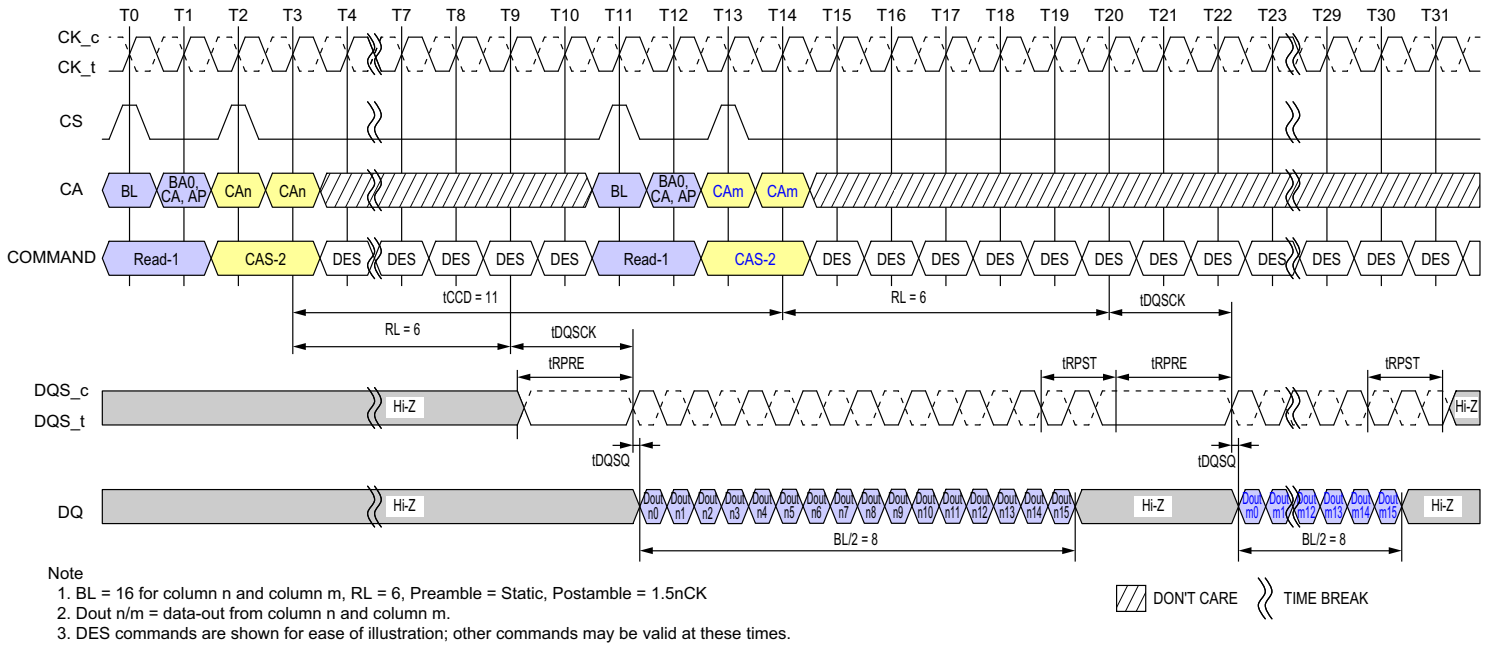 T0 T1 T2 T3 T4 T7 T8 T9 T10 T11 T12 T13 T14 T15 T16 T17 T18 T19 T20 T21 T22 T23 T29 T30 T31
CK_c
CK_t
CS
CA BL BA0, CA, AP CAn CAn BL BA0, CA, AP CAm CAm
COMMAND Read-1 CAS-2 DES DES DES DES DES Read-1 CAS-2 DES DES DES DES DES DES DES DES DES DES DES DES
tCCD = 11 RL = 6 tDQSCK
RL = 6 tDQSCK
tRPRE tRPST tRPRE tRPST
DQS_c
DQS_t
Hi-Z Hi-Z
tDQSQ tDQSQ
DQ Hi-Z Dout n0 Dout n1 Dout n2 Dout n3 Dout n4 Dout n5 Dout n6 Dout n7 Dout n8 Dout n9 Dout n10 Dout n11 Dout n12 Dout n13 Dout n14 Dout n15 Hi-Z Dout m0 Dout m1 Dout m12 Dout m13 Dout m14 Dout m15 Hi-Z
BL/2 = 8 BL/2 = 8
Note
1. BL = 16 for column n and column m, RL = 6, Preamble = Static, Postamble = 1.5nCK
2. Dout n/m = data-out from column n and column m.
3. DES commands are shown for ease of illustration; other commands may be valid at these times.
DON'T CARE TIME BREAK